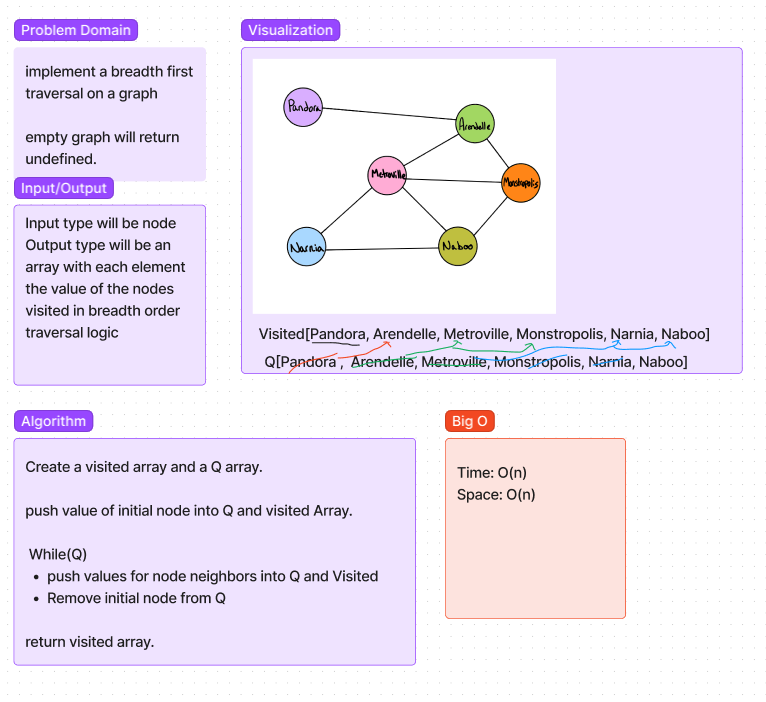 Problem Domain
implement a breadth first
traversal on a graph
empty graph will return
undefined.
Input/Output
Input type will be node
Output type will be an
array with each element
the value of the nodes
visited in breadth order
traversal logic
Visualization
Pandora
Arendelle
Metroville
Monstropolis
Narnia
Naboo
Visited[Pandora, Arendelle, Metroville, Monstropolis, Narnia, Naboo]
Q[Pandora , Arendelle, Metroville, Monstropolis, Narnia, Naboo]
Algorithm
Create a visited array and a Q array.
push value of initial node into Q and visited Array.
While(Q)
• push values for node neighbors into Q and Visited
• Remove initial node from Q
return visited array.
Big O
Time: O(n)
Space: O(n)